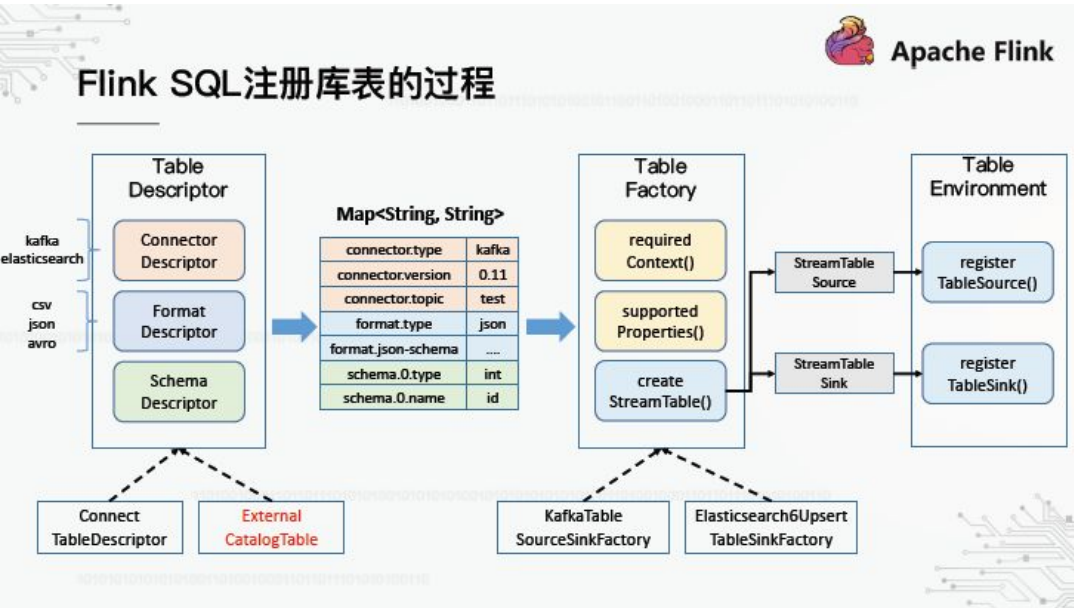 Apache Flink
Flink SQL注册库表的过程
Table
Descriptor
kafka
elasticsearch
csv
json
avro
Connector
Descriptor
Format
Descriptor
Schema
Descriptor
Map<String, String>
connector.type kafka
connector.version 0.11
connector.topic test
format.type json
format.json-schema ....
schema.0.type int
schema.0.name id
Table
Factory
required
Context()
supported
Properties()
create
StreamTable()
StreamTable
Source
StreamTable
Sink
Table
Environment
register
TableSource()
register
TableSink()
Connect
TableDescriptor
External
CatalogTable
KafkaTable
SourceSinkFactory
Elasticsearch6Upsert
TableSinkFactory